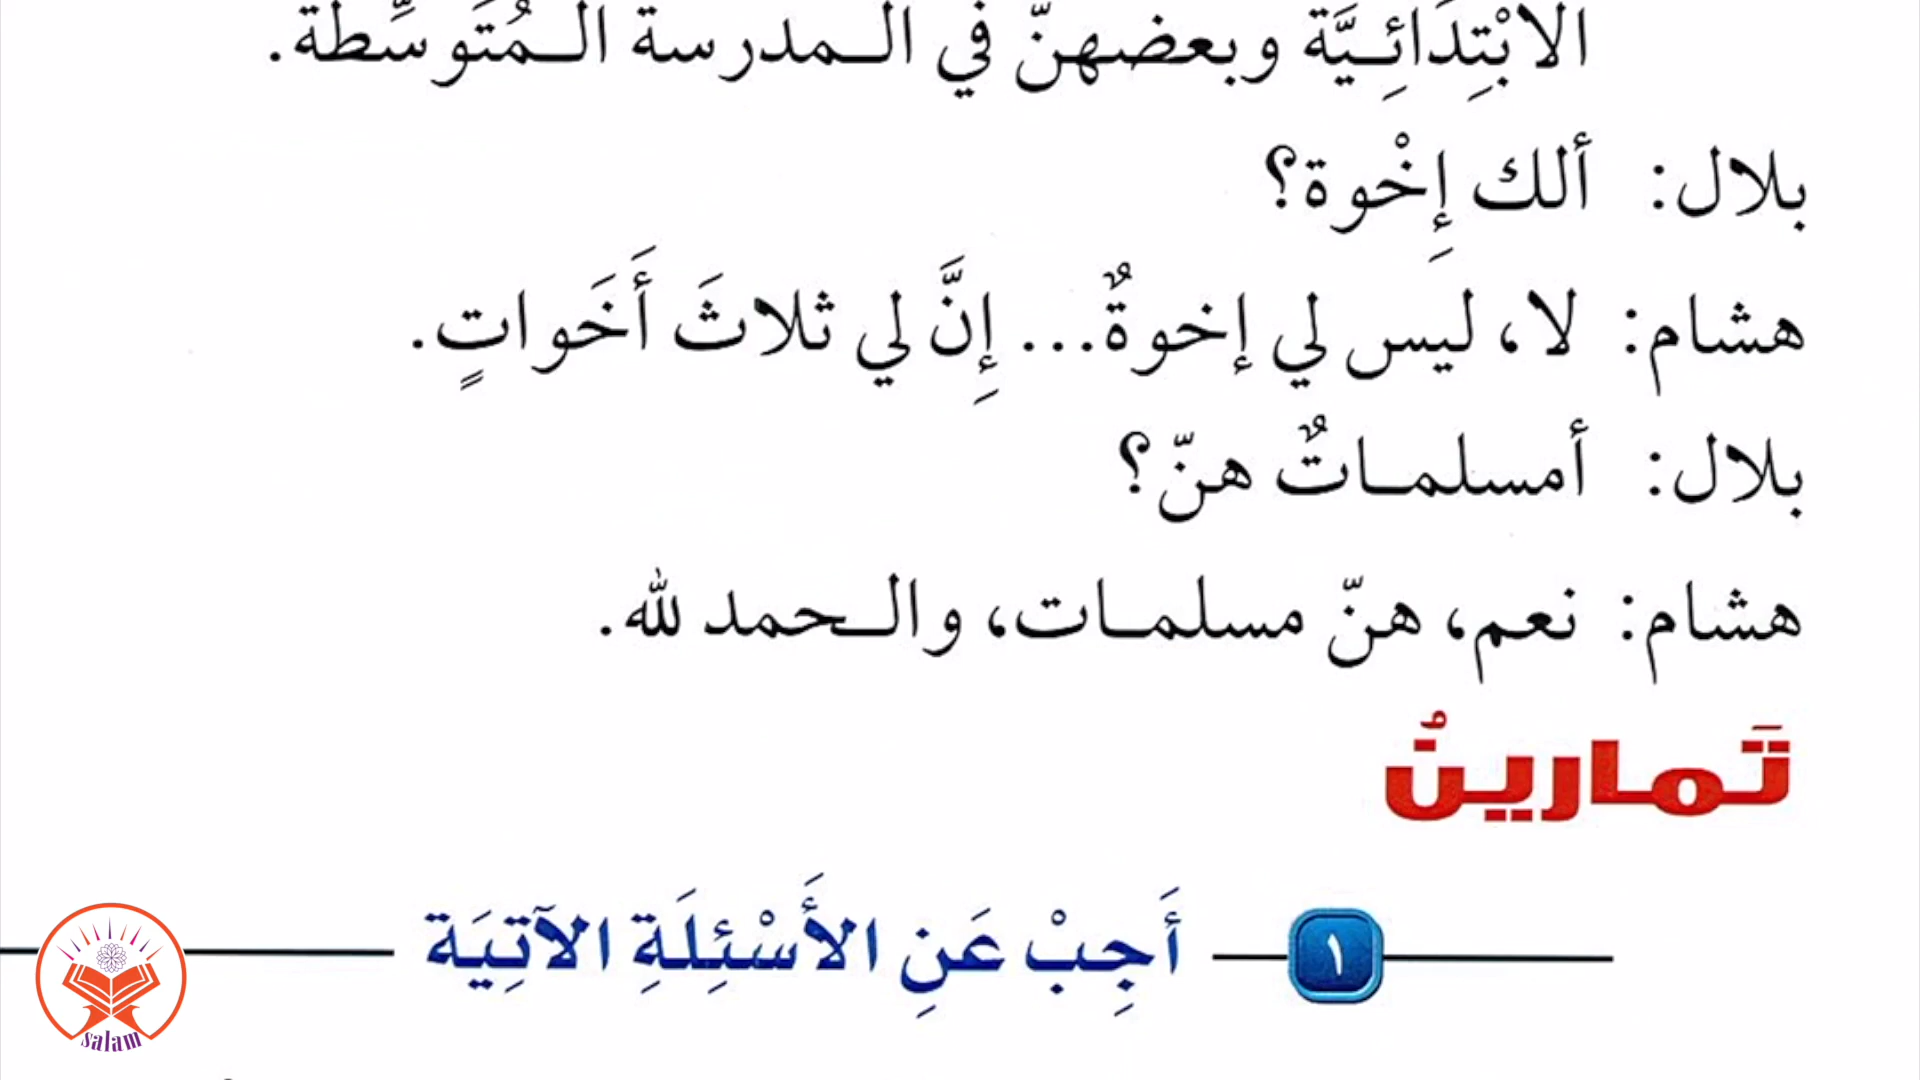 الابْتِدَائِـيَّة وبعضهنّ في الـمدرسة الـمُتَوسِّطة.
بلال: ألك إِخْوة؟
هشام: لا، ليس لي إخوةٌ... إِنَّ لي ثلاثَ أَخَواتٍ.
بلال: أمسلمـاتٌ هنّ؟
هشام: نعم، هنّ مسلمـات، والـحمد لله.
تَمارينُ
١ أَجِبْ عَنِ الأَسْئِلَةِ الآتِيَة
salam